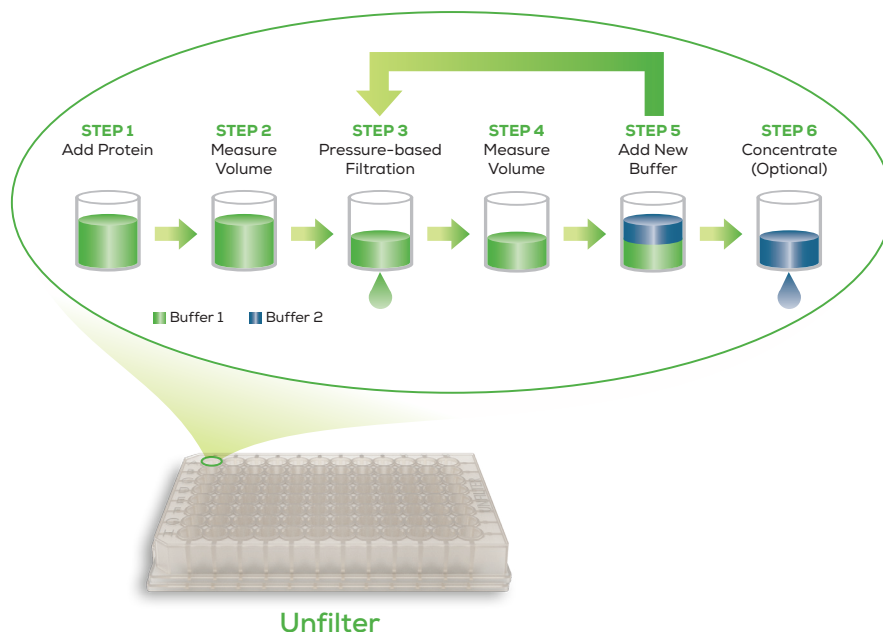 STEP 1
Add Protein
STEP 2
Measure
Volume
STEP 3
Pressure-based
Filtration
STEP 4
Measure
Volume
STEP 5
Add New
Buffer
STEP 6
Concentrate
(Optional)
Buffer 1
Buffer 2
Unfilter